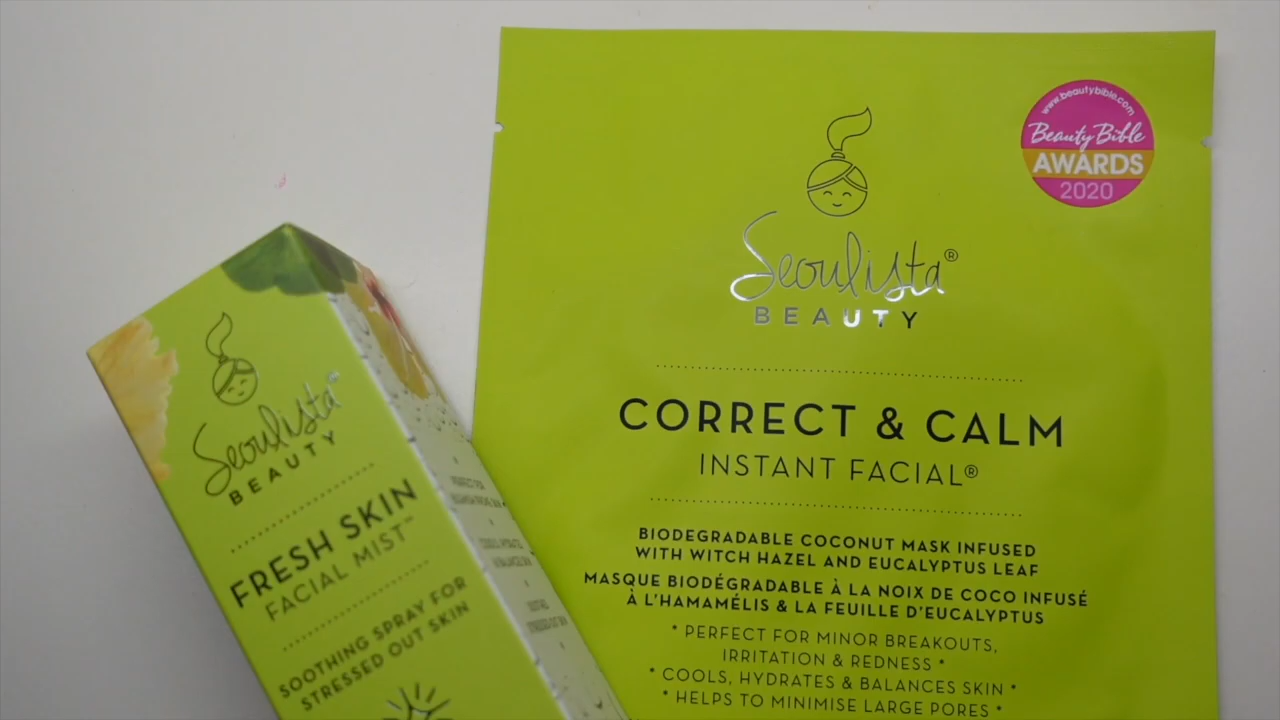 www.beautybible.com
Beauty Bible
AWARDS
2020
Seoulista®
BEAUTY
CORRECT & CALM
INSTANT FACIAL®
BIODEGRADABLE COCONUT MASK INFUSED
WITH WITCH HAZEL AND EUCALYPTUS LEAF
MASQUE BIODÉGRADABLE À LA NOIX DE COCO INFUSÉ
À L'HAMAMÉLIS & LA FEUILLE D'EUCALYPTUS
* PERFECT FOR MINOR BREAKOUTS,
IRRITATION & REDNESS *
* COOLS, HYDRATES & BALANCES SKIN *
* HELPS TO MINIMISE LARGE PORES *
Seoulista™
BEAUTY
FRESH SKIN
FACIAL MIST™
SOOTHING SPRAY FOR
STRESSED OUT SKIN